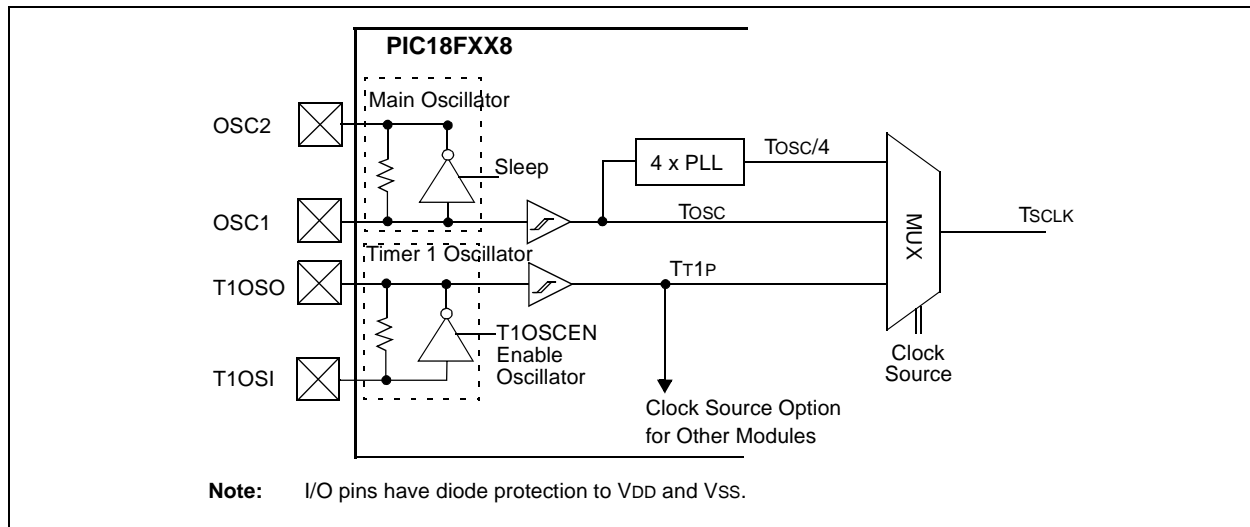 PIC18FXX8
Main Oscillator
OSC2
Sleep
4 x PLL
TOSC/4
OSC1
TOSC
MUX
TSCLK
Timer 1 Oscillator
T1OSO
TT1P
T1OSCEN
Enable
Oscillator
T1OSI
Clock
Source
Clock Source Option
for Other Modules
Note: I/O pins have diode protection to VDD and VSS.